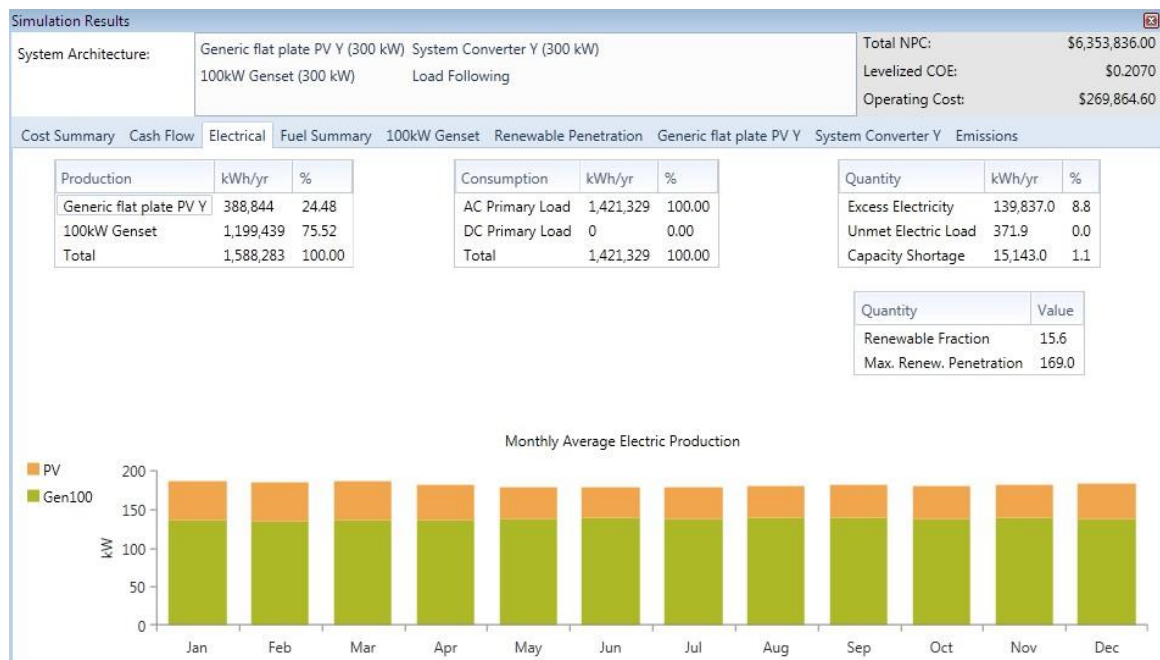 Simulation Results
System Architecture:
Generic flat plate PV Y (300 kW) System Converter Y (300 kW)
100kW Genset (300 kW) Load Following
Total NPC: $6,353,836.00
Levelized COE: $0.2070
Operating Cost: $269,864.60
Cost Summary Cash Flow Electrical Fuel Summary 100kW Genset Renewable Penetration Generic flat plate PV Y System Converter Y Emissions
Production kWh/yr %
Generic flat plate PV Y 388,844 24.48
100kW Genset 1,199,439 75.52
Total 1,588,283 100.00
Consumption kWh/yr %
AC Primary Load 1,421,329 100.00
DC Primary Load 0 0.00
Total 1,421,329 100.00
Quantity kWh/yr %
Excess Electricity 139,837.0 8.8
Unmet Electric Load 371.9 0.0
Capacity Shortage 15,143.0 1.1
Quantity Value
Renewable Fraction 15.6
Max. Renew. Penetration 169.0
Monthly Average Electric Production
PV
Gen100
kW
200
150
100
50
0
Jan Feb Mar Apr May Jun Jul Aug Sep Oct Nov Dec